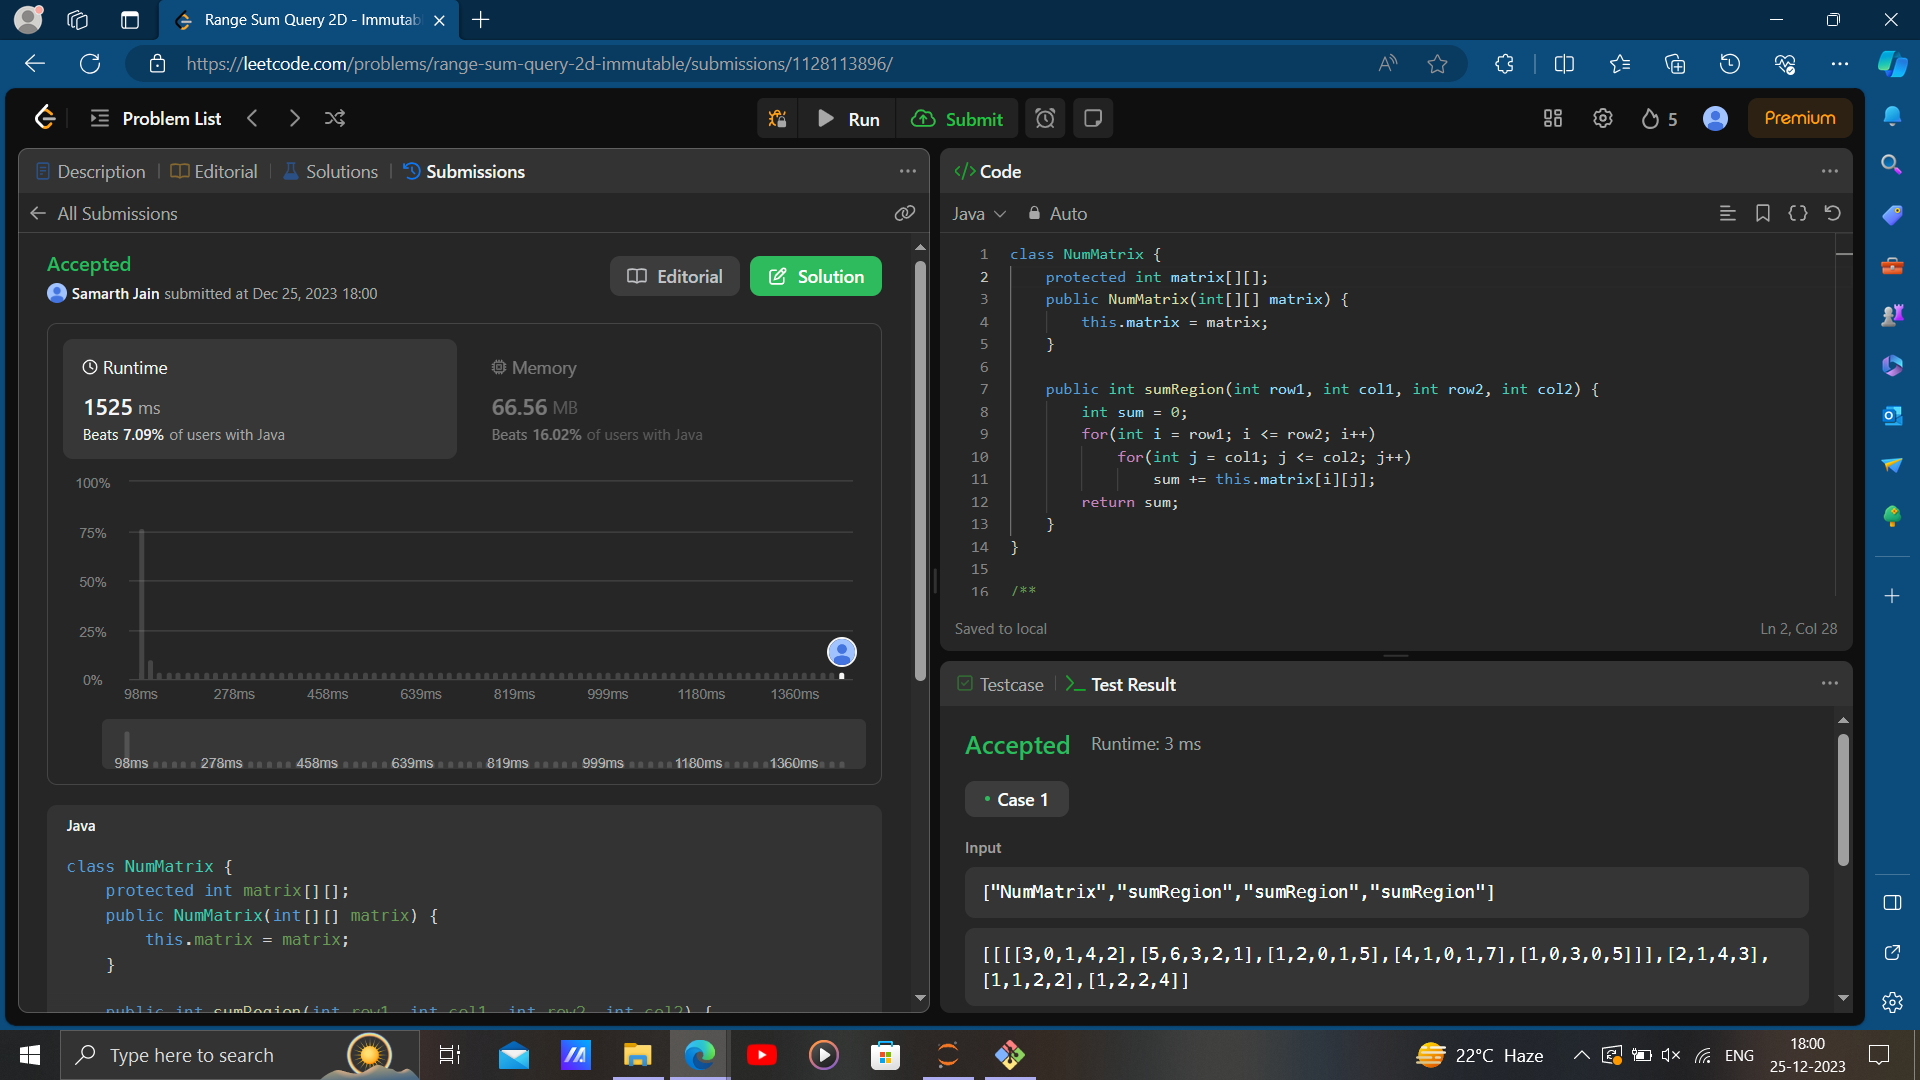 Range Sum Query 2D - Immutab
https://leetcode.com/problems/range-sum-query-2d-immutable/submissions/1128113896/
Problem List
Run
Submit
5
Premium
Description
Editorial
Solutions
Submissions
All Submissions
Accepted
Samarth Jain submitted at Dec 25, 2023 18:00
Editorial
Solution
Runtime
1525 ms
Beats 7.09% of users with Java
Memory
66.56 MB
Beats 16.02% of users with Java
100%
75%
50%
25%
0%
98ms 278ms 458ms 639ms 819ms 999ms 1180ms 1360ms
98ms 278ms 458ms 639ms 819ms 999ms 1180ms 1360ms
Java
class NumMatrix {
protected int matrix[][];
public NumMatrix(int[][] matrix) {
this.matrix = matrix;
}
public int sumRegion(int row1, int col1, int row2, int col2) {
</> Code
Java
Auto
1 class NumMatrix {
2 protected int matrix[][];
3 public NumMatrix(int[][] matrix) {
4 this.matrix = matrix;
5 }
6
7 public int sumRegion(int row1, int col1, int row2, int col2) {
8 int sum = 0;
9 for(int i = row1; i <= row2; i++)
10 for(int j = col1; j <= col2; j++)
11 sum += this.matrix[i][j];
12 return sum;
13 }
14 }
15
16 /**
Saved to local
Ln 2, Col 28
Testcase
Test Result
Accepted
Runtime: 3 ms
Case 1
Input
["NumMatrix","sumRegion","sumRegion","sumRegion"]
[[[[3,0,1,4,2],[5,6,3,2,1],[1,2,0,1,5],[4,1,0,1,7],[1,0,3,0,5]]],[2,1,4,3],
[1,1,2,2],[1,2,2,4]]
Type here to search
22°C Haze
ENG
18:00
25-12-2023